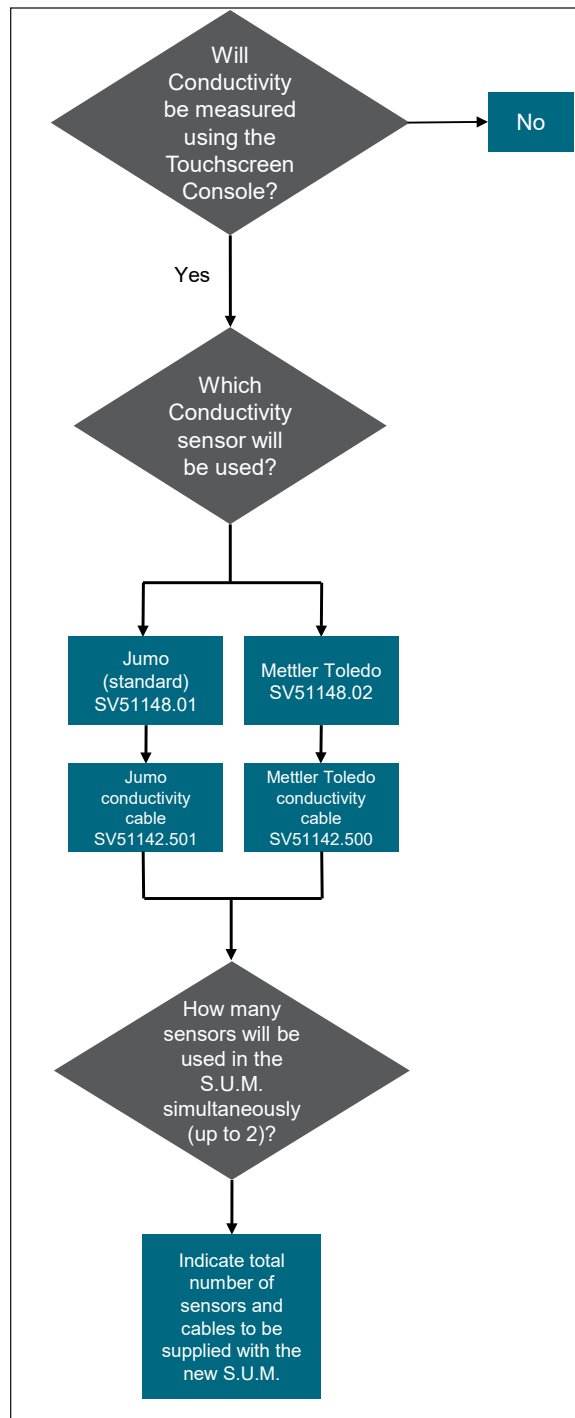 Will
Conductivity
be measured
using the
Touchscreen
Console?
No
Yes
Which
Conductivity
sensor will
be used?
Jumo
(standard)
SV51148.01
Mettler Toledo
SV51148.02
Jumo
conductivity
cable
SV51142.501
Mettler Toledo
conductivity
cable
SV51142.500
How many
sensors will be
used in the
S.U.M.
simultaneously
(up to 2)?
Indicate total
number of
sensors and
cables to be
supplied with the
new S.U.M.